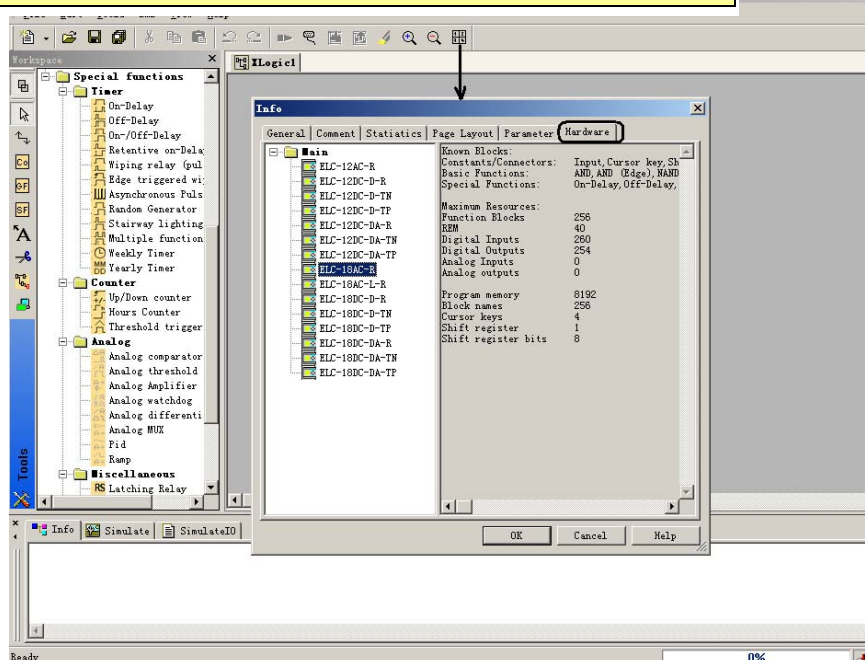 Workspace
XLogic1
Special functions
Timer
On-Delay
Off-Delay
On-/Off-Delay
Retentive on-Dela
Wiping relay (pul
Edge triggered wi
Asynchronous Puls
Random Generator
Stairway lighting
Multiple function
Weekly Timer
Yearly Timer
Counter
Up/Down counter
Hours Counter
Threshold trigger
Analog
Analog comparator
Analog threshold
Analog Amplifier
Analog watchdog
Analog differenti
Analog MUX
Pid
Ramp
Miscellaneous
RS Latching Relay
Co
GF
SF
A
Tools
Info
General Comment Statistics Page Layout Parameter Hardware
Main
ELC-12AC-R
ELC-12DC-D-R
ELC-12DC-D-TN
ELC-12DC-D-TP
ELC-12DC-DA-R
ELC-12DC-DA-TN
ELC-12DC-DA-TP
ELC-18AC-R
ELC-18AC-L-R
ELC-18DC-D-R
ELC-18DC-D-TN
ELC-18DC-D-TP
ELC-18DC-DA-R
ELC-18DC-DA-TN
ELC-18DC-DA-TP
Known Blocks:
Constants/Connectors: Input,Cursor key,Sh
Basic Functions: AND,AND (Edge),NAND
Special Functions: On-Delay,Off-Delay,
Maximum Resources:
Function Blocks 256
REM 40
Digital Inputs 260
Digital Outputs 254
Analog Inputs 0
Analog outputs 0
Program memory 8192
Block names 256
Cursor keys 4
Shift register 1
Shift register bits 8
OK Cancel Help
Info Simulate SimulateIO
Ready
0%